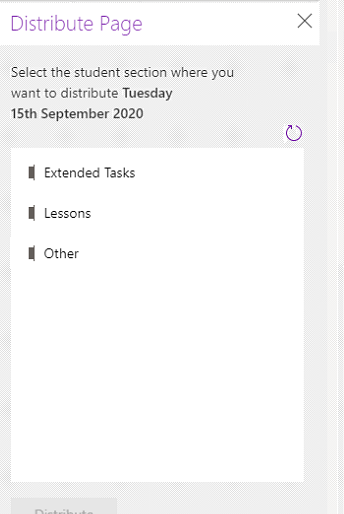 Distribute Page
Select the student section where you
want to distribute Tuesday
15th September 2020
Extended Tasks
Lessons
Other
Distribute